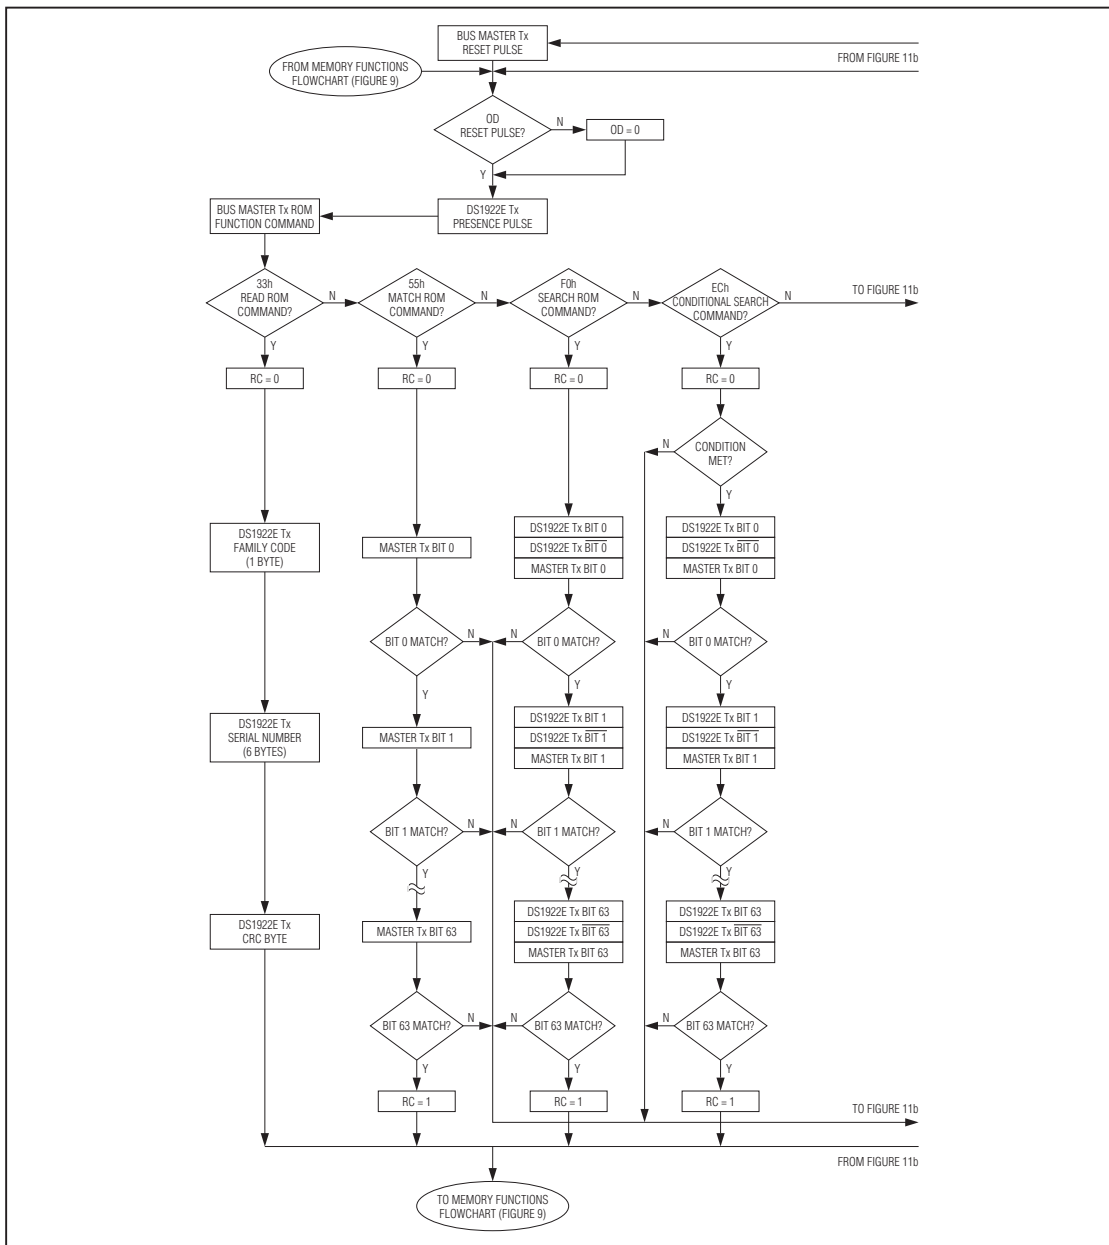 BUS MASTER Tx
RESET PULSE
FROM FIGURE 11b
FROM MEMORY FUNCTIONS
FLOWCHART (FIGURE 9)
OD
RESET PULSE?
N
OD = 0
Y
BUS MASTER Tx ROM
FUNCTION COMMAND
DS1922E Tx
PRESENCE PULSE
33h
READ ROM
COMMAND?
N
55h
MATCH ROM
COMMAND?
N
F0h
SEARCH ROM
COMMAND?
N
ECh
CONDITIONAL SEARCH
COMMAND?
N
TO FIGURE 11b
Y
Y
Y
Y
RC = 0
RC = 0
RC = 0
RC = 0
N
CONDITION
MET?
Y
DS1922E Tx
FAMILY CODE
(1 BYTE)
MASTER Tx BIT 0
DS1922E Tx BIT 0
DS1922E Tx BIT 0
MASTER Tx BIT 0
DS1922E Tx BIT 0
DS1922E Tx BIT 0
MASTER Tx BIT 0
BIT 0 MATCH?
N
N
BIT 0 MATCH?
N
BIT 0 MATCH?
Y
Y
Y
DS1922E Tx
SERIAL NUMBER
(6 BYTES)
MASTER Tx BIT 1
DS1922E Tx BIT 1
DS1922E Tx BIT 1
MASTER Tx BIT 1
DS1922E Tx BIT 1
DS1922E Tx BIT 1
MASTER Tx BIT 1
BIT 1 MATCH?
N
N
BIT 1 MATCH?
N
BIT 1 MATCH?
Y
Y
Y
DS1922E Tx
CRC BYTE
MASTER Tx BIT 63
DS1922E Tx BIT 63
DS1922E Tx BIT 63
MASTER Tx BIT 63
DS1922E Tx BIT 63
DS1922E Tx BIT 63
MASTER Tx BIT 63
BIT 63 MATCH?
N
N
BIT 63 MATCH?
N
BIT 63 MATCH?
Y
Y
Y
RC = 1
RC = 1
RC = 1
TO FIGURE 11b
FROM FIGURE 11b
TO MEMORY FUNCTIONS
FLOWCHART (FIGURE 9)